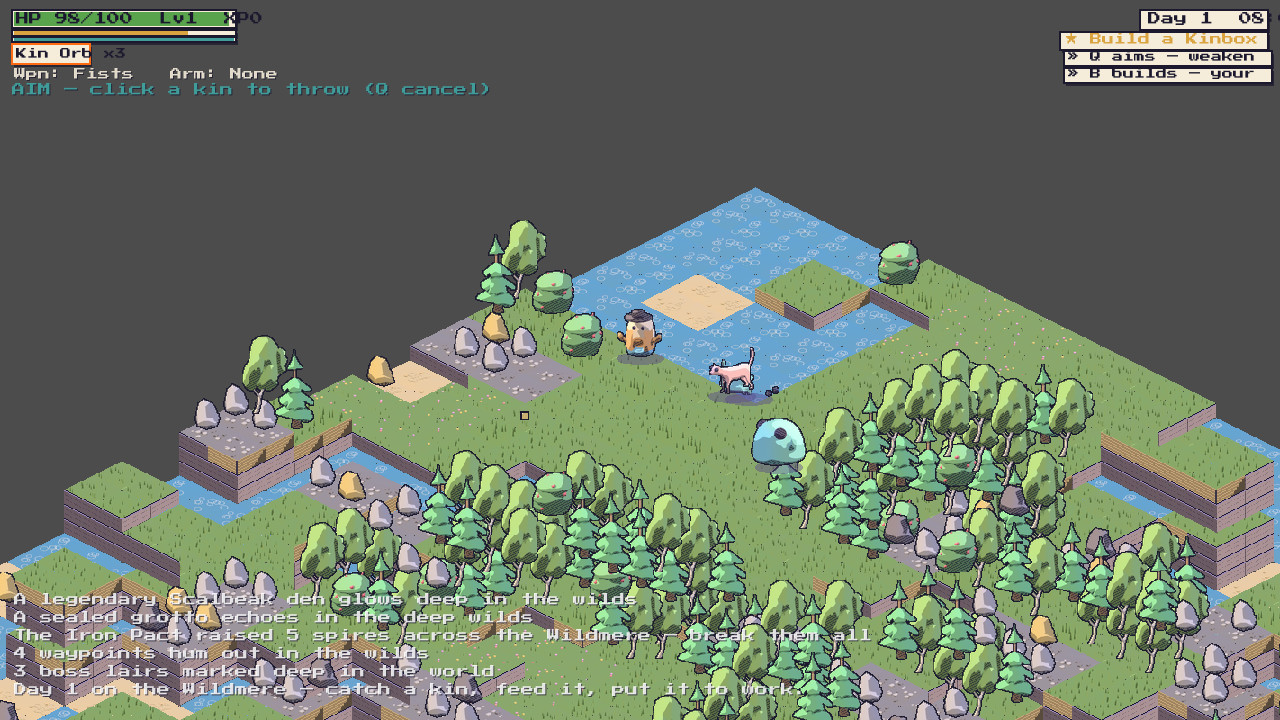 HP 98/100 Lv1 XP0
Day 1 08
Kin Orb x3
★ Build a Kinbox
» Q aims — weaken
» B builds — your
Wpn: Fists Arm: None
AIM — click a kin to throw (Q cancel)
A legendary Scalbeak den glows deep in the wilds
A sealed grotto echoes in the deep wilds
The Iron Pact raised 5 spires across the Wildmere — break them all
4 waypoints hum out in the wilds
3 boss lairs marked deep in the world
Day 1 on the Wildmere — catch a kin, feed it, put it to work